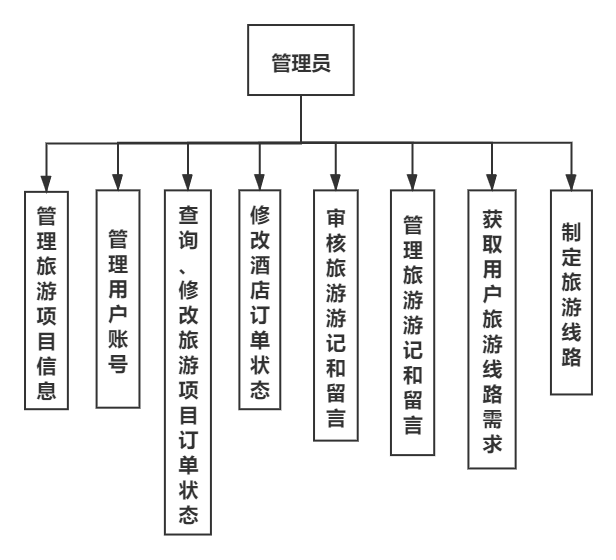 管理员
管理旅游项目信息
管理用户账号
查询、修改旅游项目订单状态
修改酒店订单状态
审核旅游游记和留言
管理旅游游记和留言
获取用户旅游线路需求
制定旅游线路